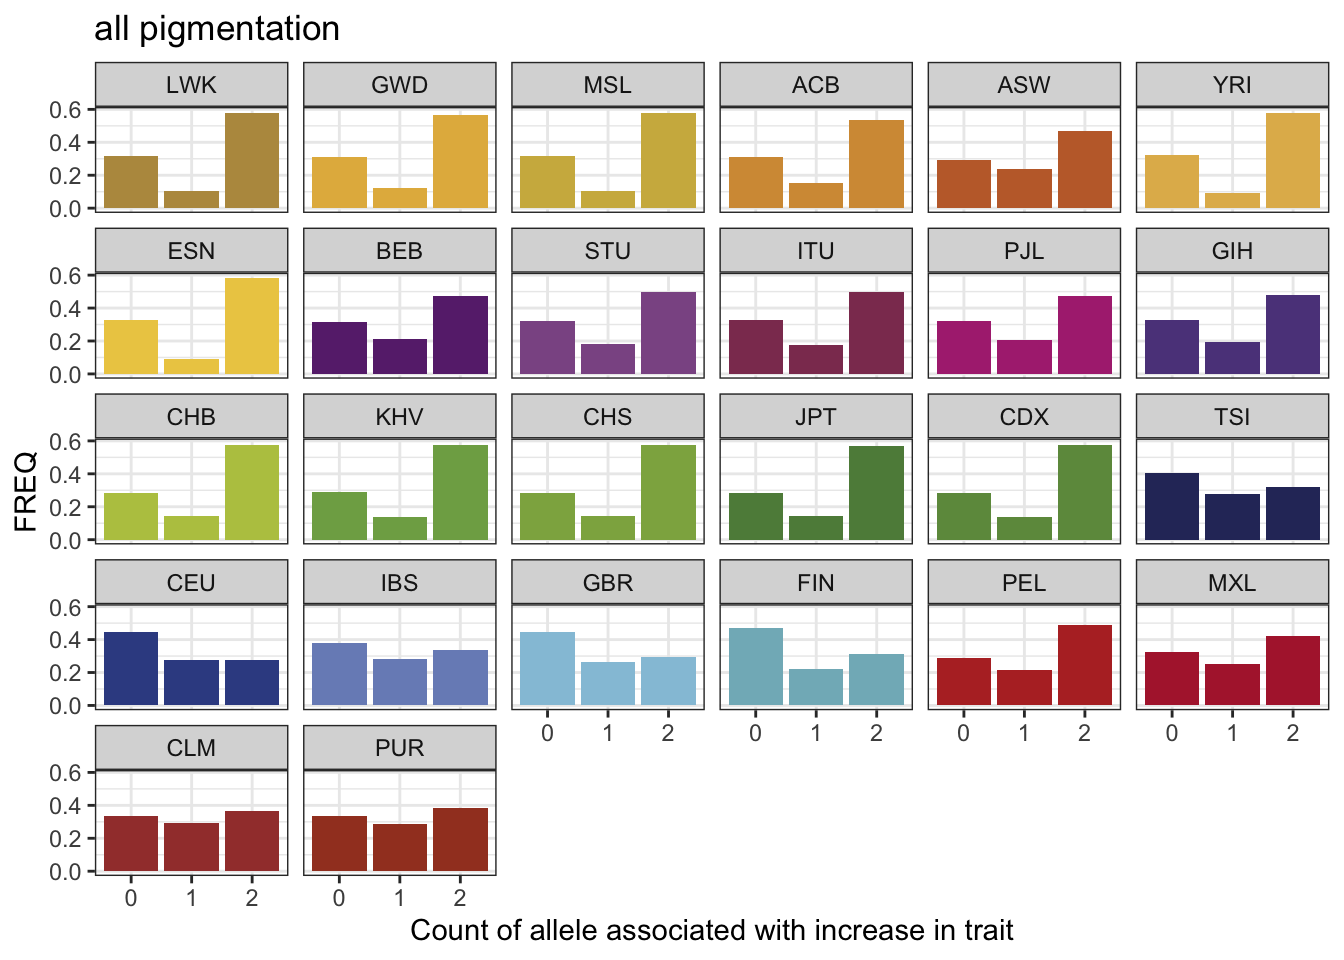 all pigmentation
LWK GWD MSL ACB ASW YRI
0.6
0.4
0.2
0.0
ESN BEB STU ITU PJL GIH
0.6
0.4
0.2
0.0
CHB KHV CHS JPT CDX TSI
0.6
0.4
0.2
0.0
FREQ
CEU IBS GBR FIN PEL MXL
0.6
0.4
0.2
0.0
0 1 2 0 1 2 0 1 2 0 1 2
CLM PUR
0.6
0.4
0.2
0.0
0 1 2 0 1 2
Count of allele associated with increase in trait